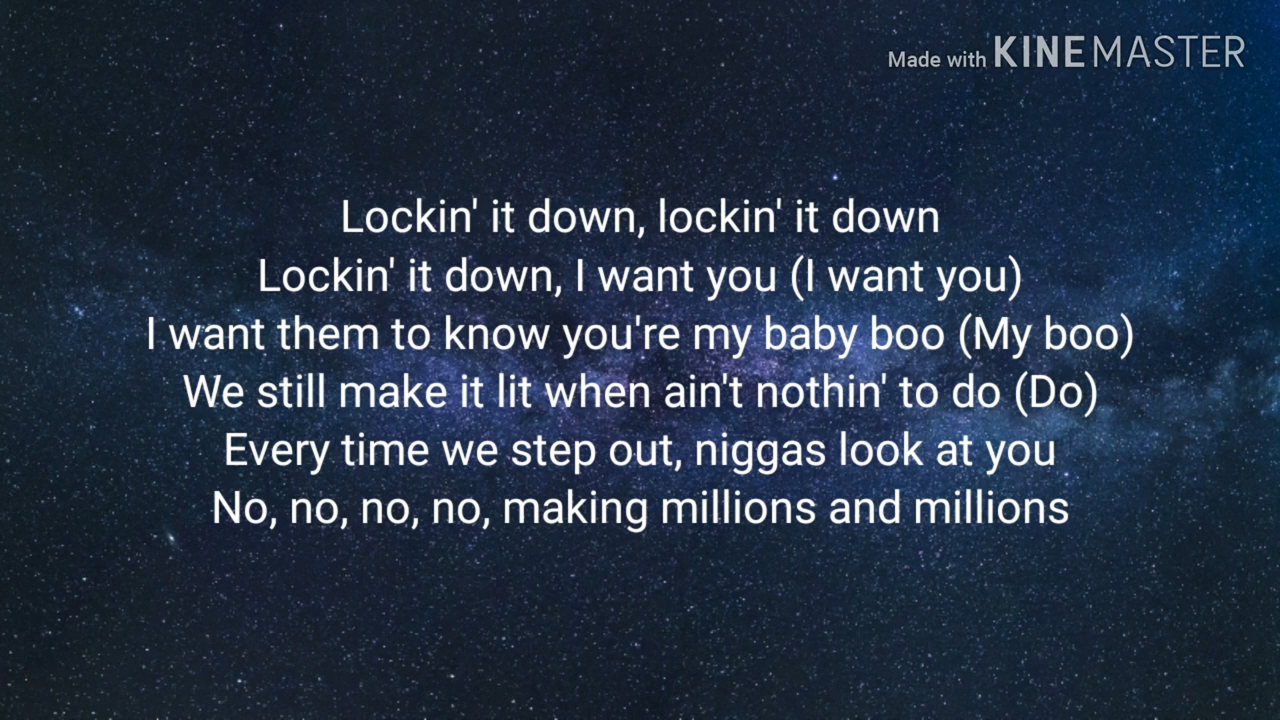 Made with KINEMASTER
Lockin' it down, lockin' it down
Lockin' it down, I want you (I want you)
I want them to know you're my baby boo (My boo)
We still make it lit when ain't nothin' to do (Do)
Every time we step out, niggas look at you
No, no, no, no, making millions and millions